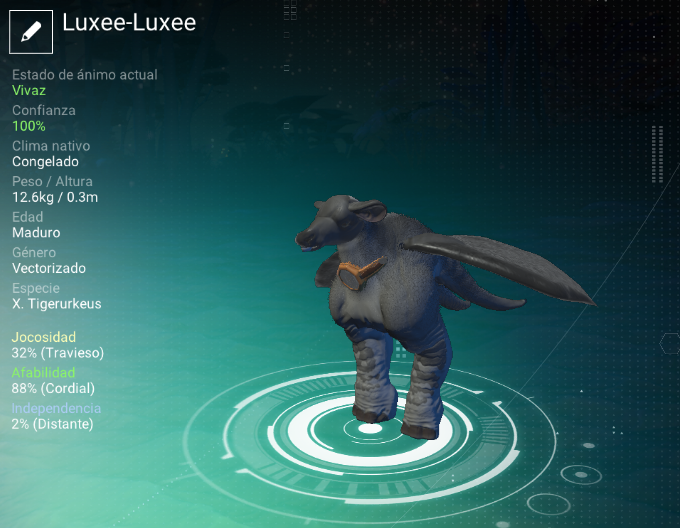 Luxee-Luxee
Estado de ánimo actual
Vivaz
Confianza
100%
Clima nativo
Congelado
Peso / Altura
12.6kg / 0.3m
Edad
Maduro
Género
Vectorizado
Especie
X. Tigerurkeus
Jocosidad
32% (Travieso)
Afabilidad
88% (Cordial)
Independencia
2% (Distante)